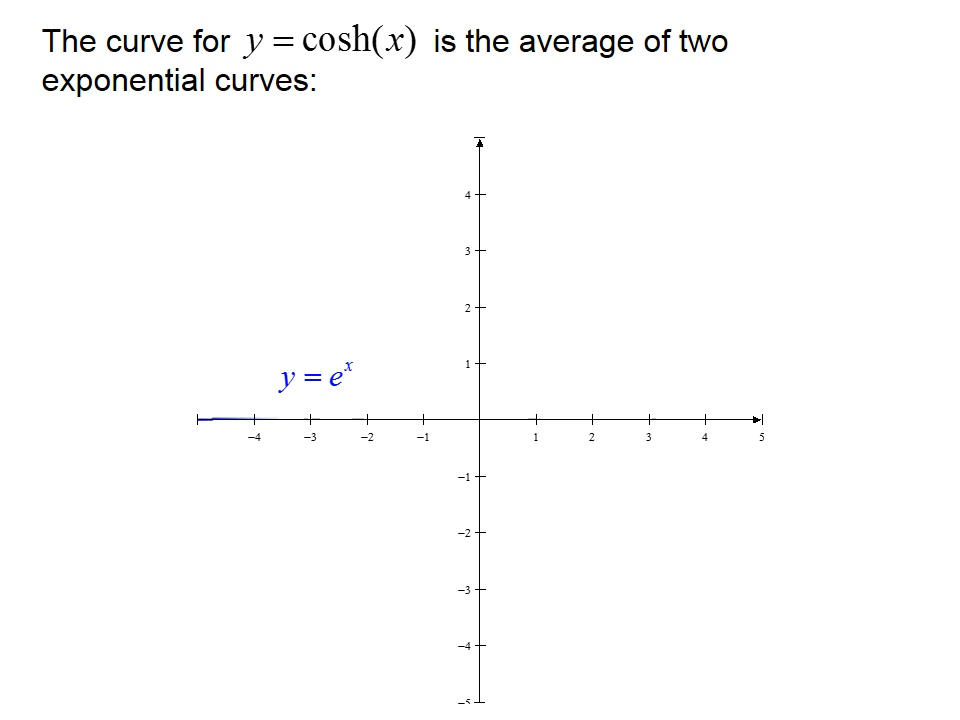 The curve for y = cosh(x) is the average of two
exponential curves:
4
3
2
y = e^x
1
–4 –3 –2 –1 1 2 3 4 5
–1
–2
–3
–4
–5